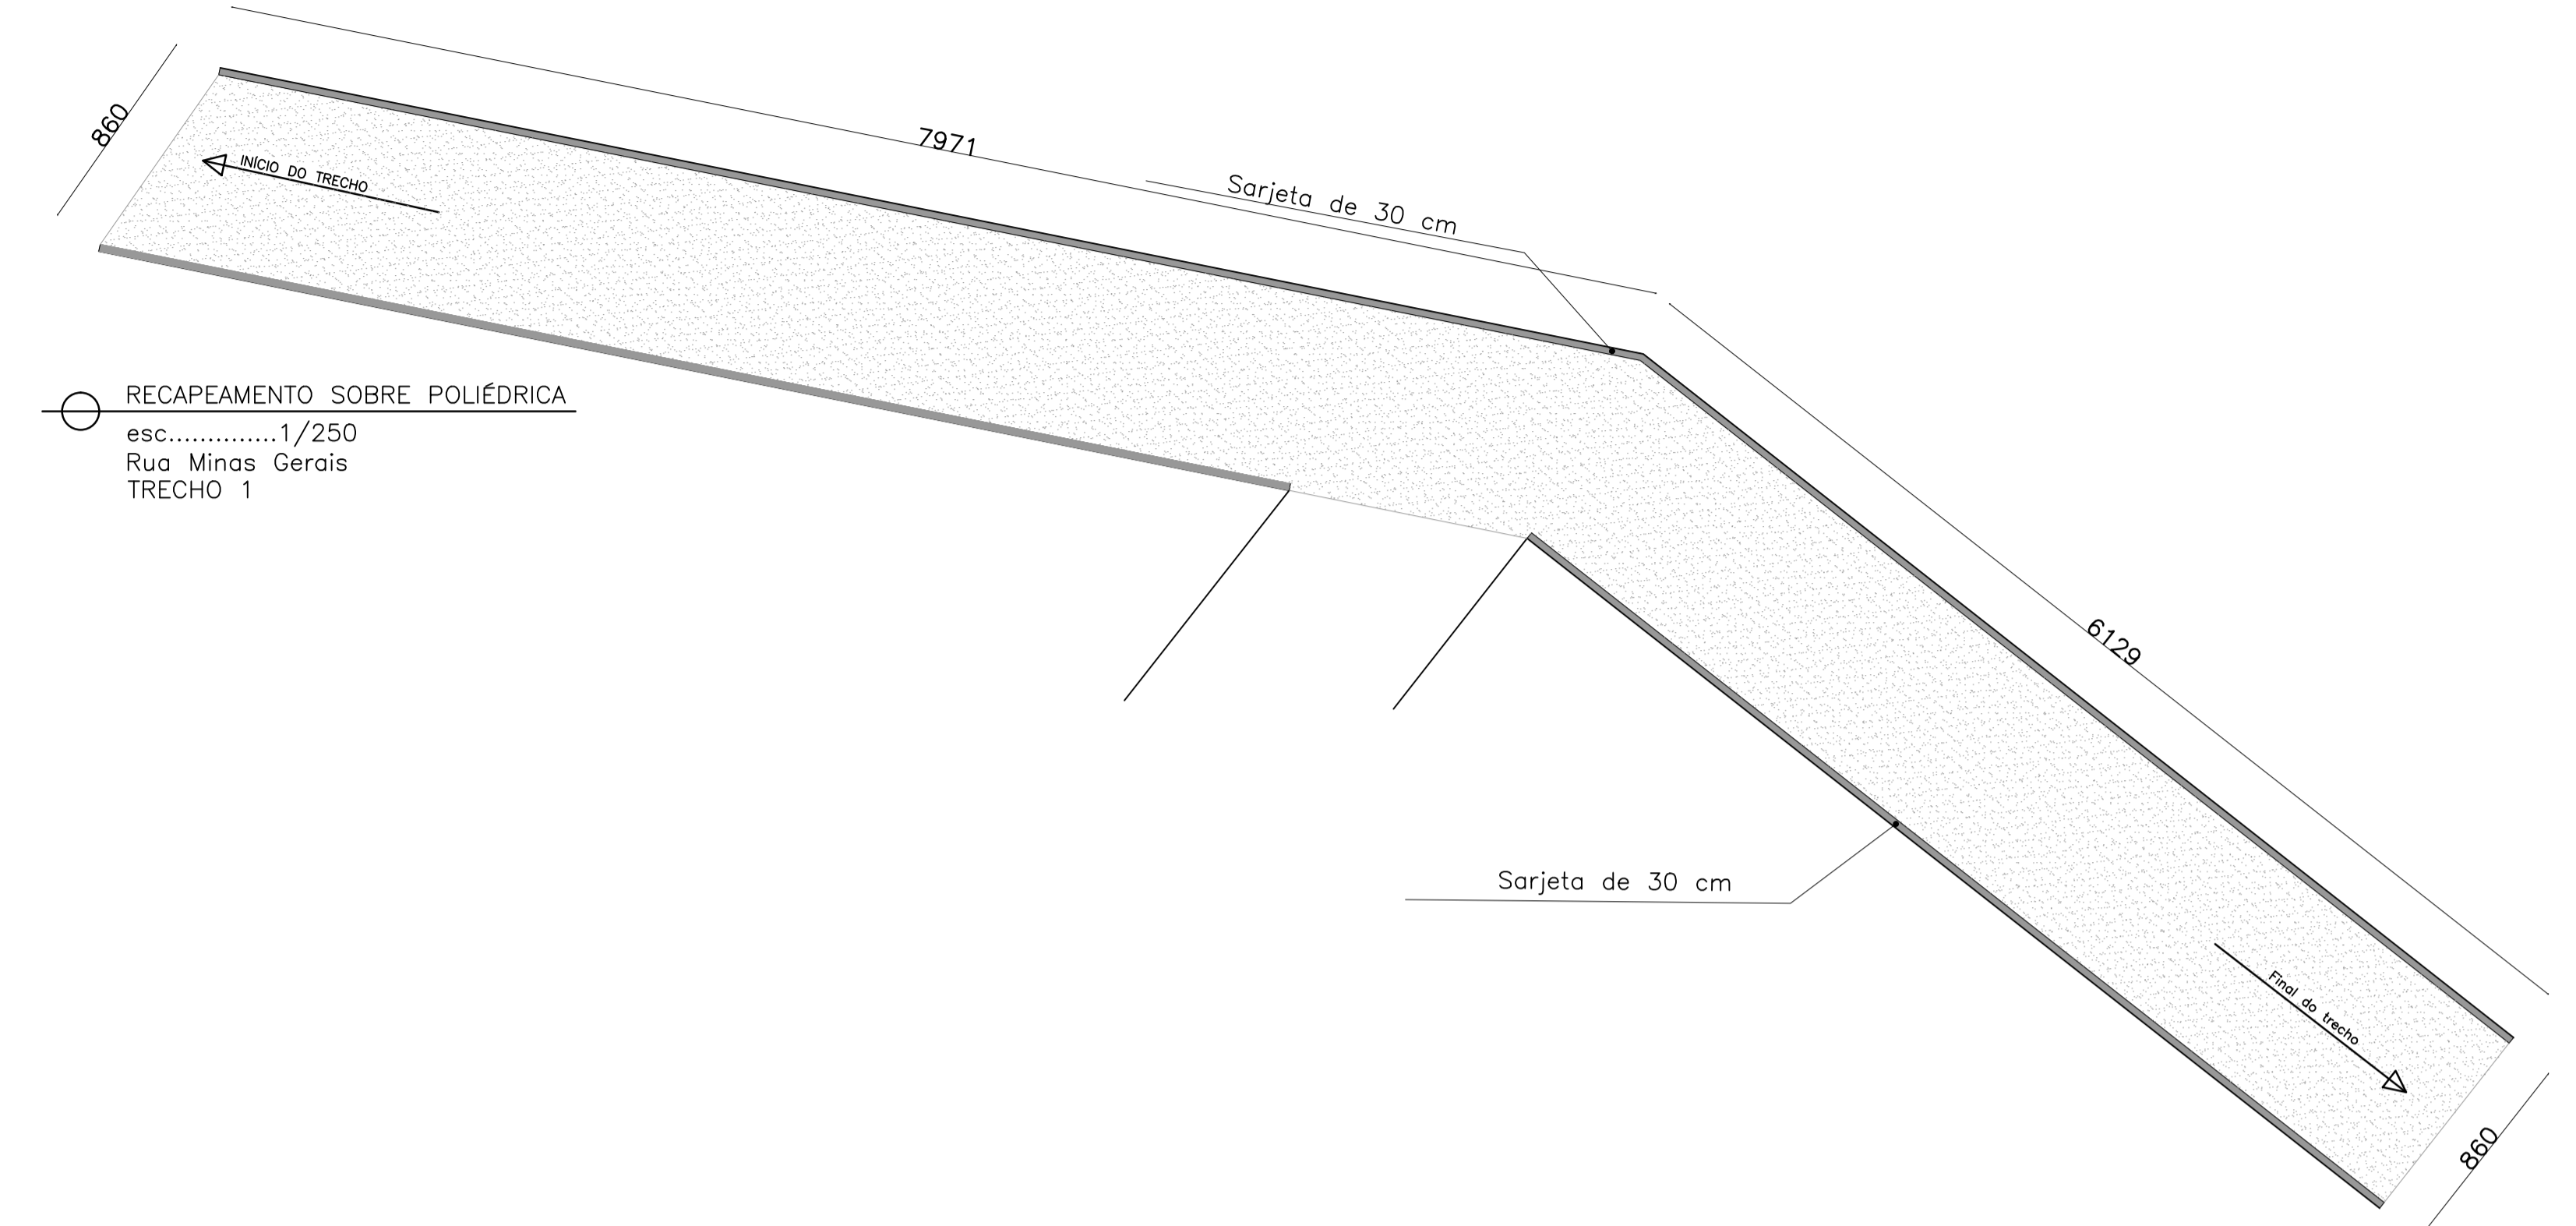 860
7971
Sarjeta de 30 cm
INÍCIO DO TRECHO
RECAPEAMENTO SOBRE POLIÉDRICA
esc..............1/250
Rua Minas Gerais
TRECHO 1
6129
Sarjeta de 30 cm
Final do trecho
860